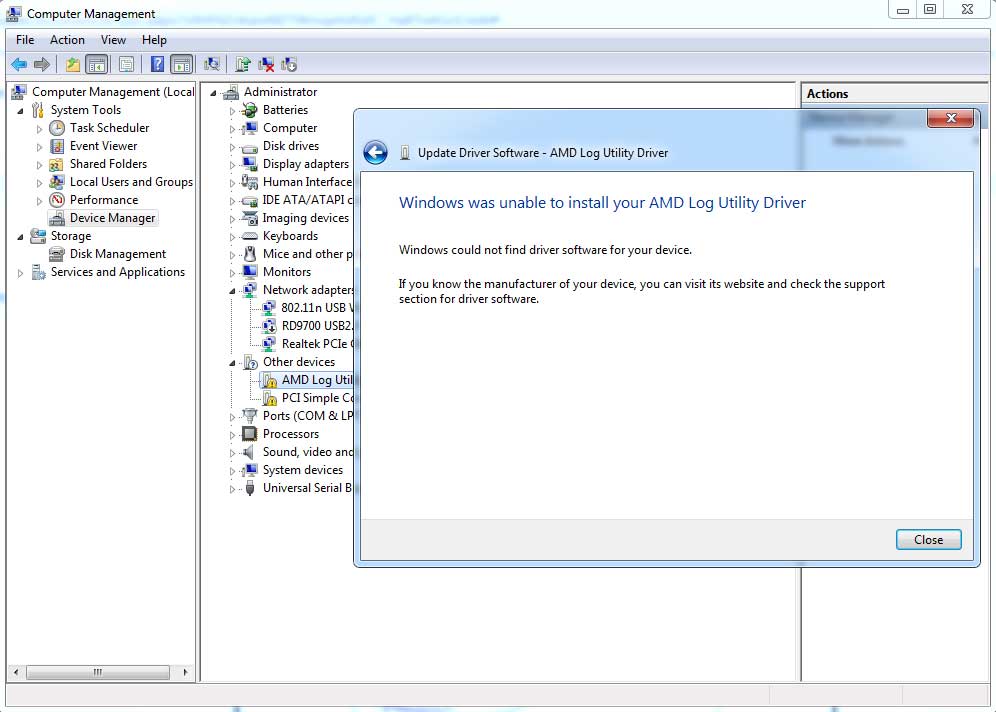 Computer Management
File Action View Help
Computer Management (Local
System Tools
Task Scheduler
Event Viewer
Shared Folders
Local Users and Groups
Performance
Device Manager
Storage
Disk Management
Services and Applications
Administrator
Batteries
Computer
Disk drives
Display adapters
Human Interface
IDE ATA/ATAPI c
Imaging devices
Keyboards
Mice and other p
Monitors
Network adapters
802.11n USB
RD9700 USB2.
Realtek PCIe
Other devices
AMD Log Util
PCI Simple Co
Ports (COM & LP
Processors
Sound, video and
System devices
Universal Serial B
Actions
Update Driver Software - AMD Log Utility Driver
Windows was unable to install your AMD Log Utility Driver
Windows could not find driver software for your device.
If you know the manufacturer of your device, you can visit its website and check the support
section for driver software.
Close